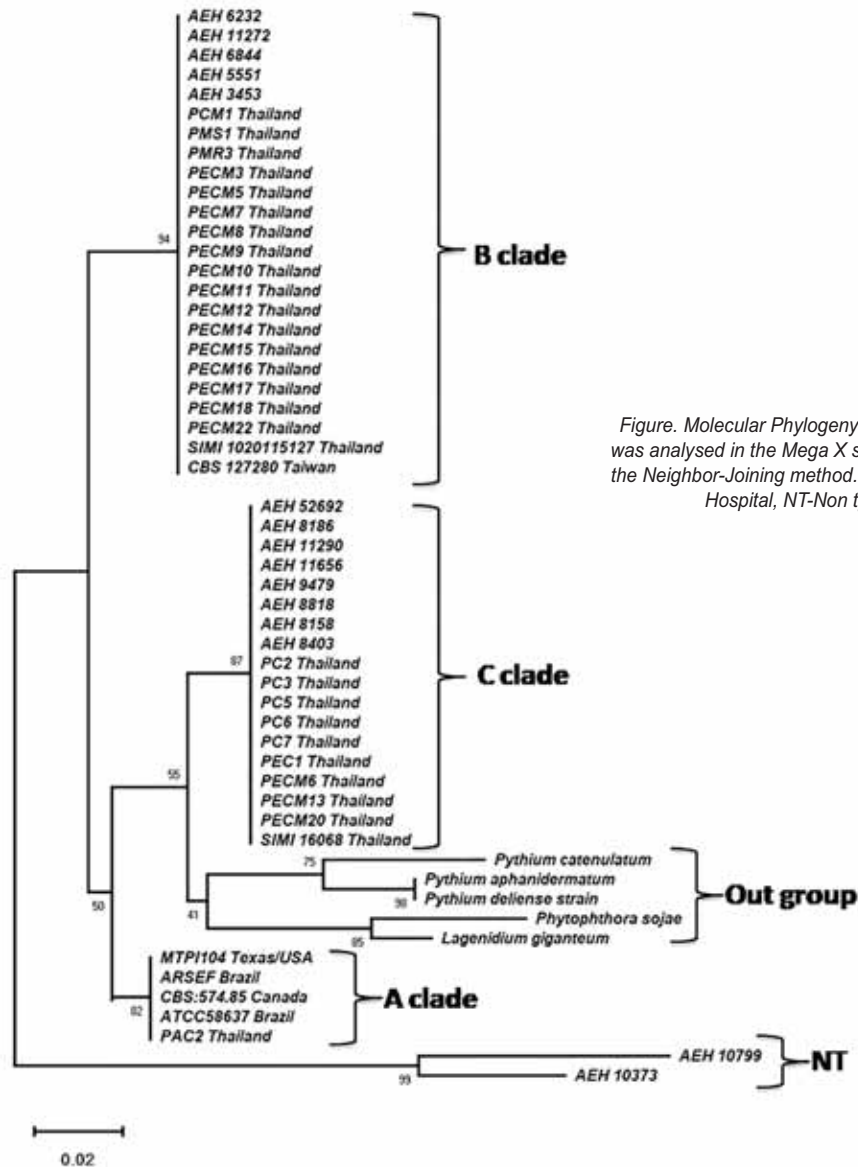 AEH 6232
AEH 11272
AEH 6844
AEH 5551
AEH 3453
PCM1 Thailand
PMS1 Thailand
PMR3 Thailand
PECM3 Thailand
PECM5 Thailand
PECM7 Thailand
PECM8 Thailand
94
PECM9 Thailand
B clade
PECM10 Thailand
PECM11 Thailand
PECM12 Thailand
PECM14 Thailand
PECM15 Thailand
PECM16 Thailand
PECM17 Thailand
PECM18 Thailand
PECM22 Thailand
SIMI 1020115127 Thailand
CBS 127280 Taiwan
Figure. Molecular Phylogeny
was analysed in the Mega X s
the Neighbor-Joining method.
Hospital, NT-Non t
AEH 52692
AEH 8186
AEH 11290
AEH 11656
AEH 9479
AEH 8818
AEH 8158
AEH 8403
97
PC2 Thailand
C clade
PC3 Thailand
PC5 Thailand
PC6 Thailand
PC7 Thailand
55
PEC1 Thailand
PECM6 Thailand
PECM13 Thailand
PECM20 Thailand
SIMI 16068 Thailand
75
Pythium catenulatum
Pythium aphanidermatum
98
Pythium deliense strain
Out group
50
41
Phytophthora sojae
85
Lagenidium giganteum
MTPI104 Texas/USA
ARSEF Brazil
CBS:574.85 Canada
A clade
82
ATCC58637 Brazil
PAC2 Thailand
AEH 10799
NT
99
AEH 10373
0.02